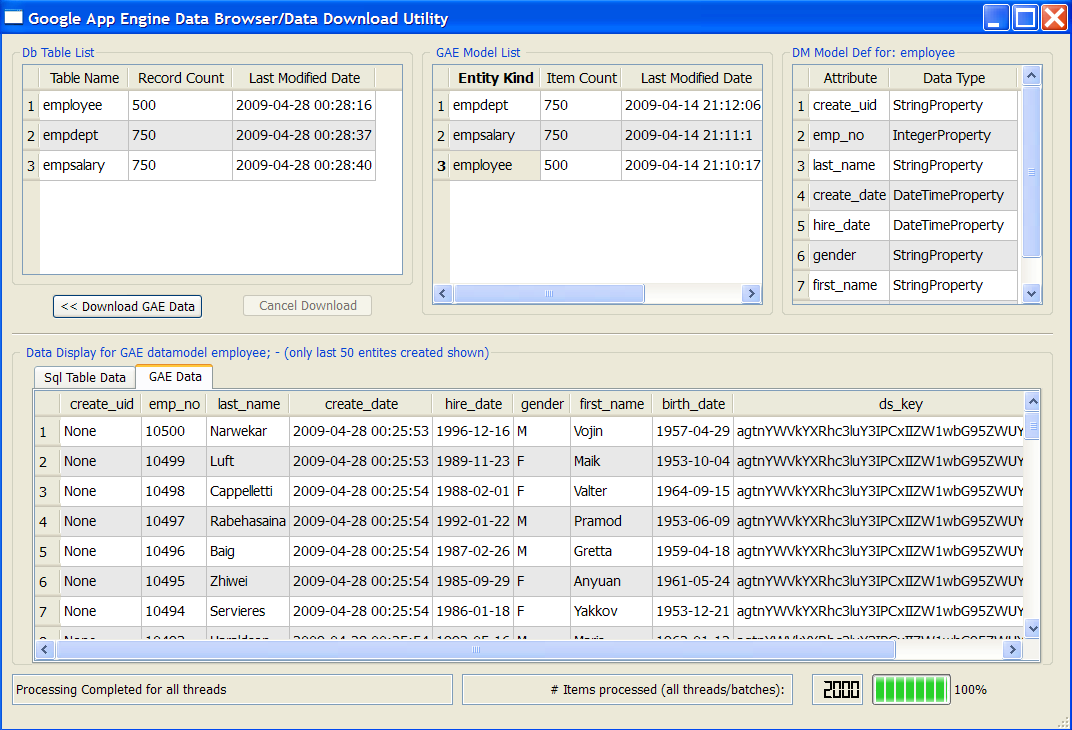 Google App Engine Data Browser/Data Download Utility
Db Table List
Table Name Record Count Last Modified Date
1 employee 500 2009-04-28 00:28:16
2 empdept 750 2009-04-28 00:28:37
3 empsalary 750 2009-04-28 00:28:40
<< Download GAE Data Cancel Download
GAE Model List
Entity Kind Item Count Last Modified Date
1 empdept 750 2009-04-14 21:12:06
2 empsalary 750 2009-04-14 21:11:1
3 employee 500 2009-04-14 21:10:17
DM Model Def for: employee
Attribute Data Type
1 create_uid StringProperty
2 emp_no IntegerProperty
3 last_name StringProperty
4 create_date DateTimeProperty
5 hire_date DateTimeProperty
6 gender StringProperty
7 first_name StringProperty
Data Display for GAE datamodel employee; - (only last 50 entites created shown)
Sql Table Data GAE Data
create_uid emp_no last_name create_date hire_date gender first_name birth_date ds_key
1 None 10500 Narwekar 2009-04-28 00:25:53 1996-12-16 M Vojin 1957-04-29 agtnYWVkYXRhc3luY3IPCxIIZW1wbG95ZWUY
2 None 10499 Luft 2009-04-28 00:25:53 1989-11-23 F Maik 1953-10-04 agtnYWVkYXRhc3luY3IPCxIIZW1wbG95ZWUY
3 None 10498 Cappelletti 2009-04-28 00:25:54 1988-02-01 F Valter 1964-09-15 agtnYWVkYXRhc3luY3IPCxIIZW1wbG95ZWUY
4 None 10497 Rabehasaina 2009-04-28 00:25:54 1992-01-22 M Pramod 1953-06-09 agtnYWVkYXRhc3luY3IPCxIIZW1wbG95ZWUY
5 None 10496 Baig 2009-04-28 00:25:54 1987-02-26 M Gretta 1959-04-18 agtnYWVkYXRhc3luY3IPCxIIZW1wbG95ZWUY
6 None 10495 Zhiwei 2009-04-28 00:25:54 1985-09-29 F Anyuan 1961-05-24 agtnYWVkYXRhc3luY3IPCxIIZW1wbG95ZWUY
7 None 10494 Servieres 2009-04-28 00:25:54 1986-01-18 F Yakkov 1953-12-21 agtnYWVkYXRhc3luY3IPCxIIZW1wbG95ZWUY
Processing Completed for all threads # Items processed (all threads/batches): 2000 100%